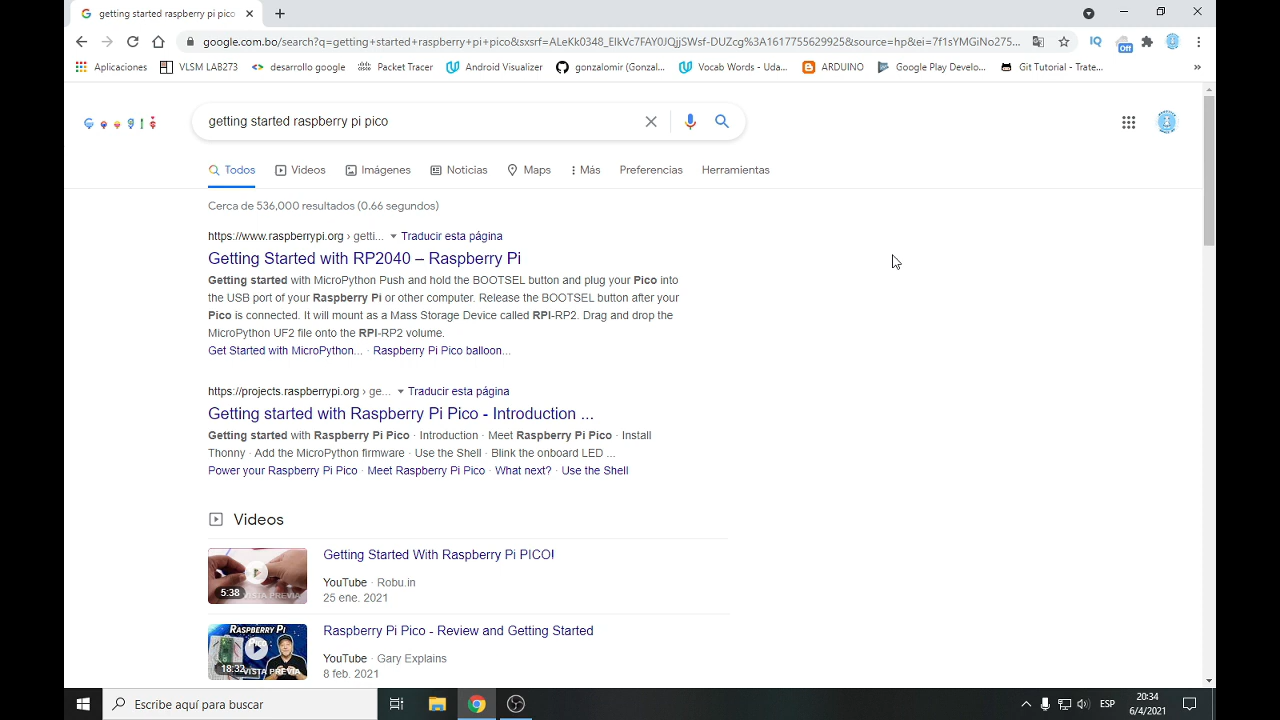 getting started raspberry pi pico
google.com.bo/search?q=getting+started+raspberry+pi+pico&sxsrf=ALeKk0348_ElkVc7FAY0JQjjSWsf-DUZcg%3A1617755629925&source=hp&ei=7f1sYMGiNo275...
Off
Aplicaciones VLSM LAB273 desarrollo google Packet Tracer Android Visualizer gonzalomir (Gonzal... Vocab Words - Uda... ARDUINO Google Play Develo... Git Tutorial - Trate... »
getting started raspberry pi pico
Todos Videos Imágenes Noticias Maps Más Preferencias Herramientas
Cerca de 536,000 resultados (0.66 segundos)
https://www.raspberrypi.org › getti... Traducir esta página
Getting Started with RP2040 – Raspberry Pi
Getting started with MicroPython Push and hold the BOOTSEL button and plug your Pico into
the USB port of your Raspberry Pi or other computer. Release the BOOTSEL button after your
Pico is connected. It will mount as a Mass Storage Device called RPI-RP2. Drag and drop the
MicroPython UF2 file onto the RPI-RP2 volume.
Get Started with MicroPython... · Raspberry Pi Pico balloon...
https://projects.raspberrypi.org › ge... Traducir esta página
Getting started with Raspberry Pi Pico - Introduction ...
Getting started with Raspberry Pi Pico · Introduction · Meet Raspberry Pi Pico · Install
Thonny · Add the MicroPython firmware · Use the Shell · Blink the onboard LED ...
Power your Raspberry Pi Pico · Meet Raspberry Pi Pico · What next? · Use the Shell
Videos
Getting Started With Raspberry Pi PICO!
5:38 VISTA PREVIA
YouTube · Robu.in
25 ene. 2021
Raspberry Pi Pico - Review and Getting Started
RASPBERRY PI
PICO
18:32 VISTA PREVIA
YouTube · Gary Explains
8 feb. 2021
Escribe aquí para buscar
ESP
20:34
6/4/2021